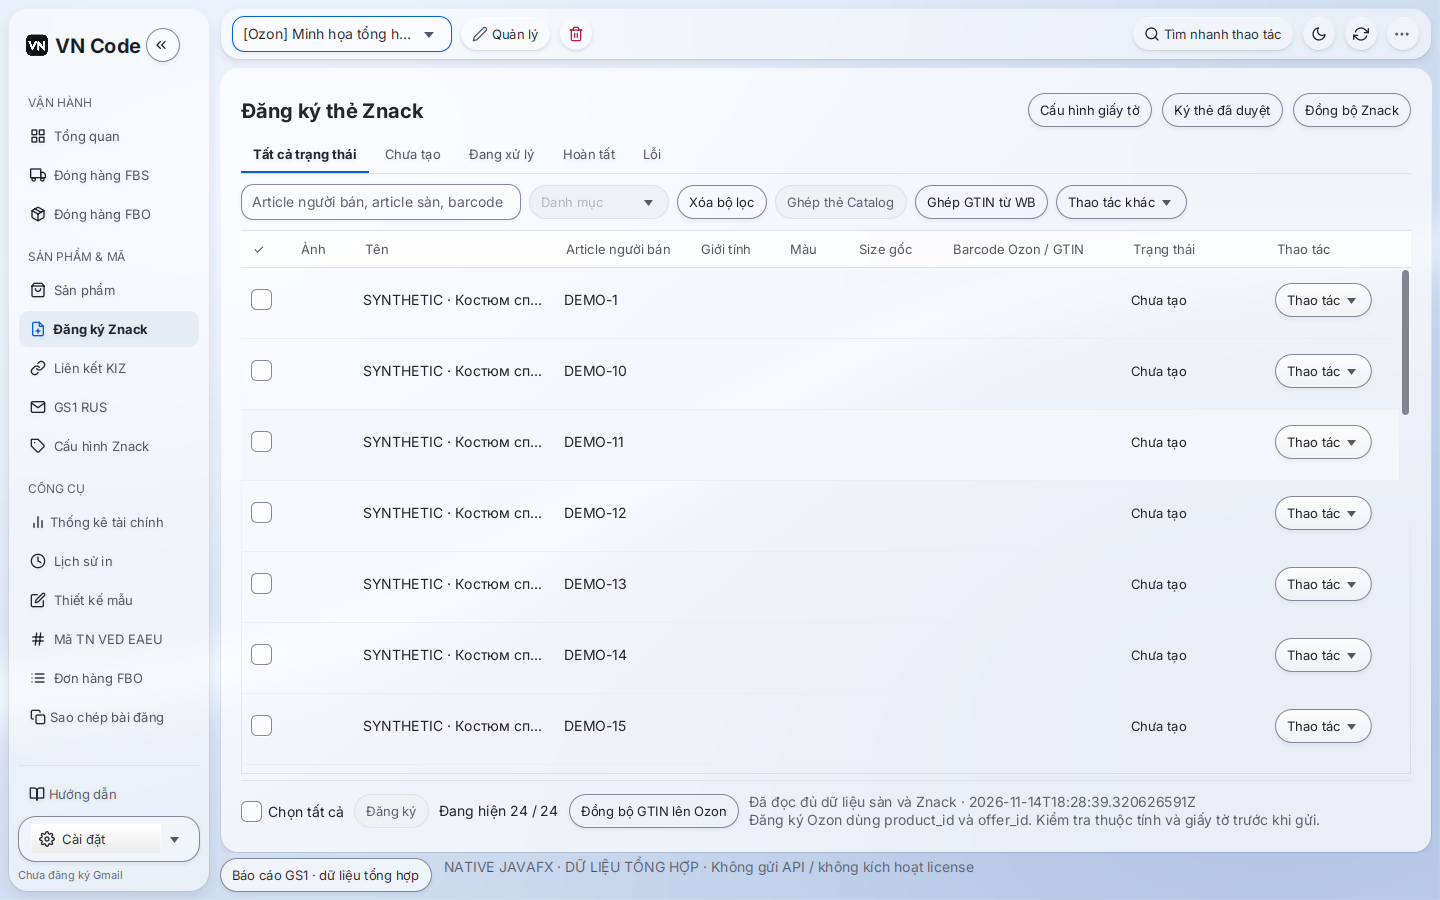 VN VN Code
VẬN HÀNH
Tổng quan
Đóng hàng FBS
Đóng hàng FBO
SẢN PHẨM & MÃ
Sản phẩm
Đăng ký Znack
Liên kết KIZ
GS1 RUS
Cấu hình Znack
CÔNG CỤ
Thống kê tài chính
Lịch sử in
Thiết kế mẫu
Mã TN VED EAEU
Đơn hàng FBO
Sao chép bài đăng
Hướng dẫn
Cài đặt
Chưa đăng ký Gmail
[Ozon] Minh họa tổng h... Quản lý Tìm nhanh thao tác
Đăng ký thẻ Znack Cấu hình giấy tờ Ký thẻ đã duyệt Đồng bộ Znack
Tất cả trạng thái Chưa tạo Đang xử lý Hoàn tất Lỗi
Article người bán, article sàn, barcode Danh mục Xóa bộ lọc Ghép thẻ Catalog Ghép GTIN từ WB Thao tác khác
Ảnh Tên Article người bán Giới tính Màu Size gốc Barcode Ozon / GTIN Trạng thái Thao tác
SYNTHETIC · Костюм сп... DEMO-1 Chưa tạo Thao tác
SYNTHETIC · Костюм сп... DEMO-10 Chưa tạo Thao tác
SYNTHETIC · Костюм сп... DEMO-11 Chưa tạo Thao tác
SYNTHETIC · Костюм сп... DEMO-12 Chưa tạo Thao tác
SYNTHETIC · Костюм сп... DEMO-13 Chưa tạo Thao tác
SYNTHETIC · Костюм сп... DEMO-14 Chưa tạo Thao tác
SYNTHETIC · Костюм сп... DEMO-15 Chưa tạo Thao tác
Chọn tất cả Đăng ký Đang hiện 24 / 24 Đồng bộ GTIN lên Ozon
Đã đọc đủ dữ liệu sàn và Znack · 2026-11-14T18:28:39.320626591Z
Đăng ký Ozon dùng product_id và offer_id. Kiểm tra thuộc tính và giấy tờ trước khi gửi.
Báo cáo GS1 · dữ liệu tổng hợp NATIVE JAVAFX · DỮ LIỆU TỔNG HỢP · Không gửi API / không kích hoạt license